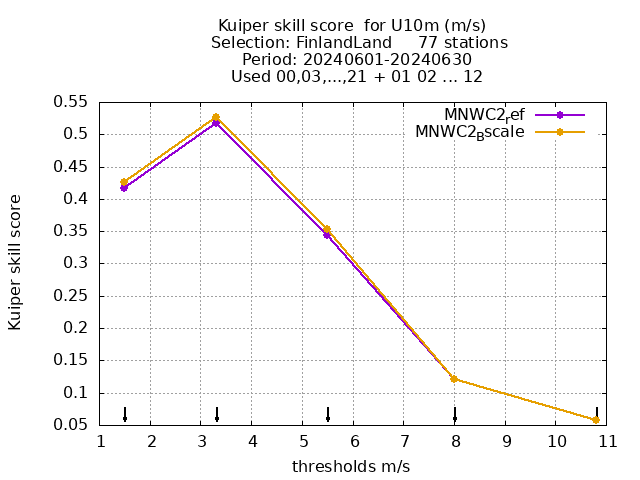 Kuiper skill score  for U10m (m/s)
Selection: FinlandLand     77 stations
Period: 20240601-20240630
Used 00,03,...,21 + 01 02 ... 12
MNWC2_ref
MNWC2_Bscale
Kuiper skill score
0.55
0.5
0.45
0.4
0.35
0.3
0.25
0.2
0.15
0.1
0.05
1 2 3 4 5 6 7 8 9 10 11
thresholds m/s